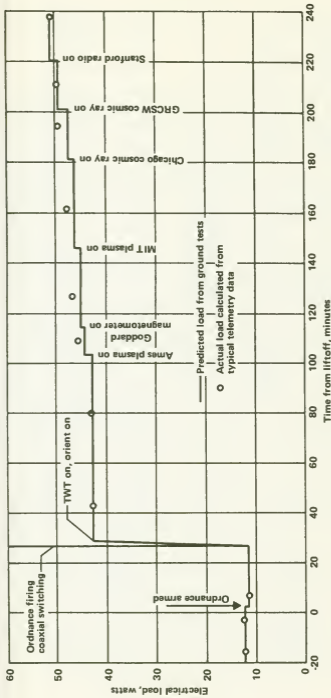 60
50
40
30
20
10
0
Electrical load, watts
-20
0
20
40
60
80
100
120
140
160
180
200
220
240
Time from liftoff, minutes
Ordnance firing
coaxial switching
Ordnance armed
TWT on, orient on
Ames plasma on
Goddard
magnetometer on
MIT plasma on
Chicago cosmic ray on
GRCSW cosmic ray on
Stanford radio on
Predicted load from ground tests
Actual load calculated from
typical telemetry data